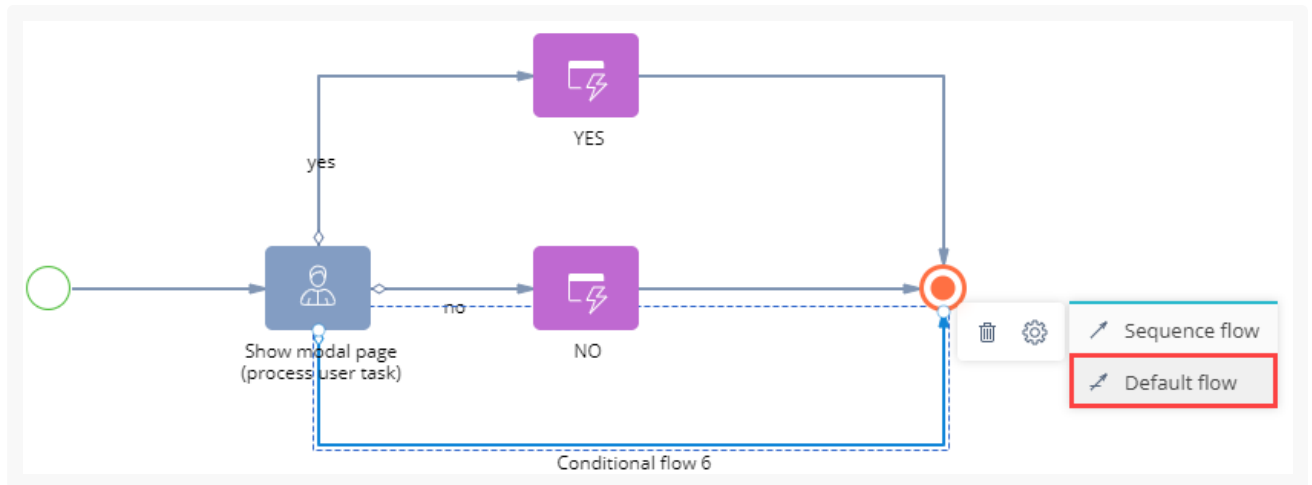 YES
yes
no
Show modal page
(process user task)
NO
Sequence flow
Default flow
Conditional flow 6